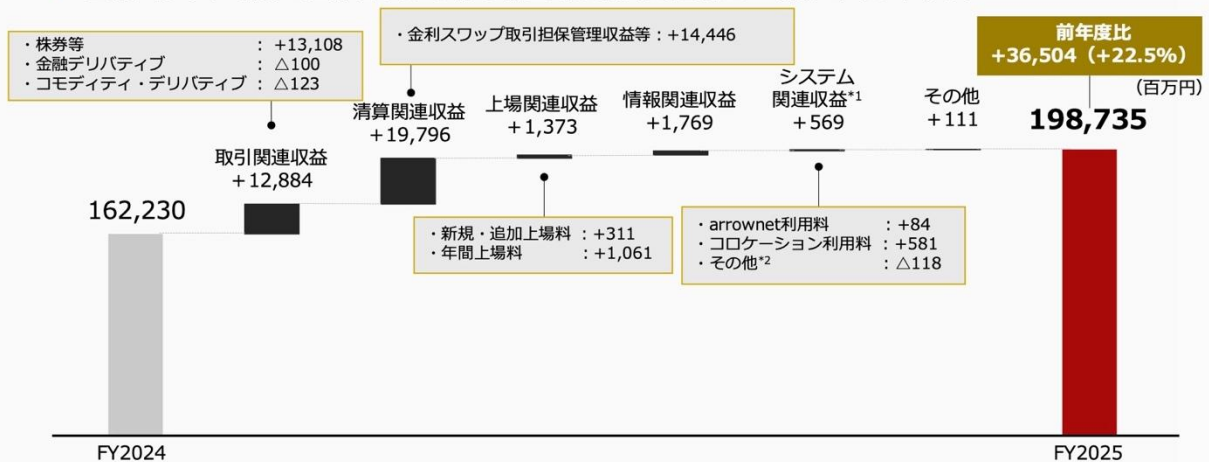 ・株券等 : +13,108
・金融デリバティブ : △100
・コモディティ・デリバティブ : △123
・金利スワップ取引担保管理収益等 : +14,446
前年度比
+36,504（+22.5%）
(百万円)
162,230
取引関連収益
+12,884
清算関連収益
+19,796
上場関連収益
+1,373
情報関連収益
+1,769
システム
関連収益*1
+569
その他
+111
198,735
・新規・追加上場料 : +311
・年間上場料 : +1,061
・arrownet利用料 : +84
・コロケーション利用料 : +581
・その他*2 : △118
FY2024
FY2025